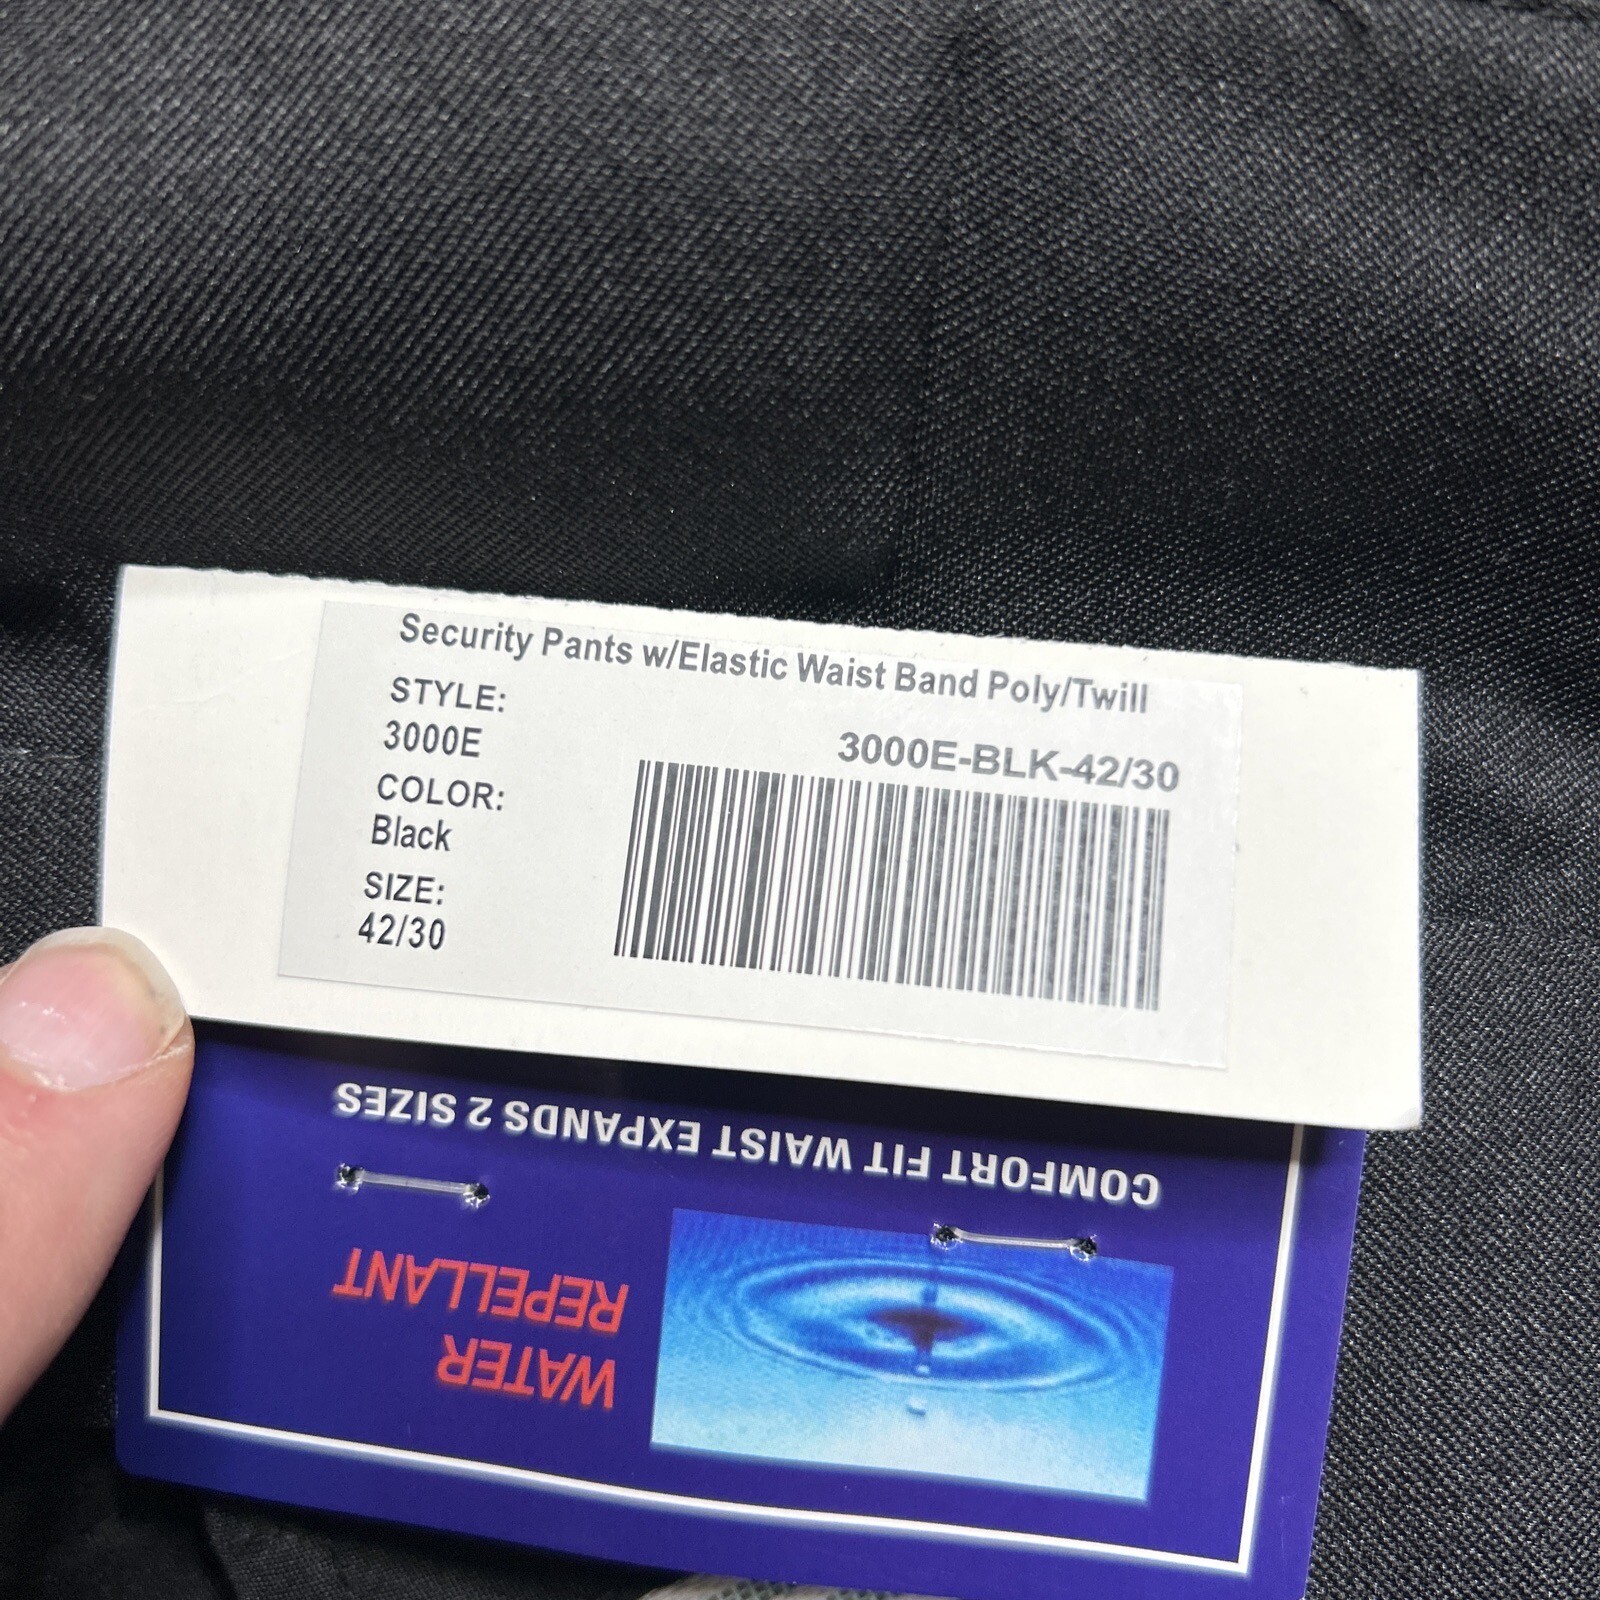 Security Pants w/Elastic Waist Band Poly/Twill
STYLE:
3000E
3000E-BLK-42/30
COLOR:
Black
SIZE:
42/30
COMFORT FIT WAIST EXPANDS 2 SIZES
WATER
REPELLANT